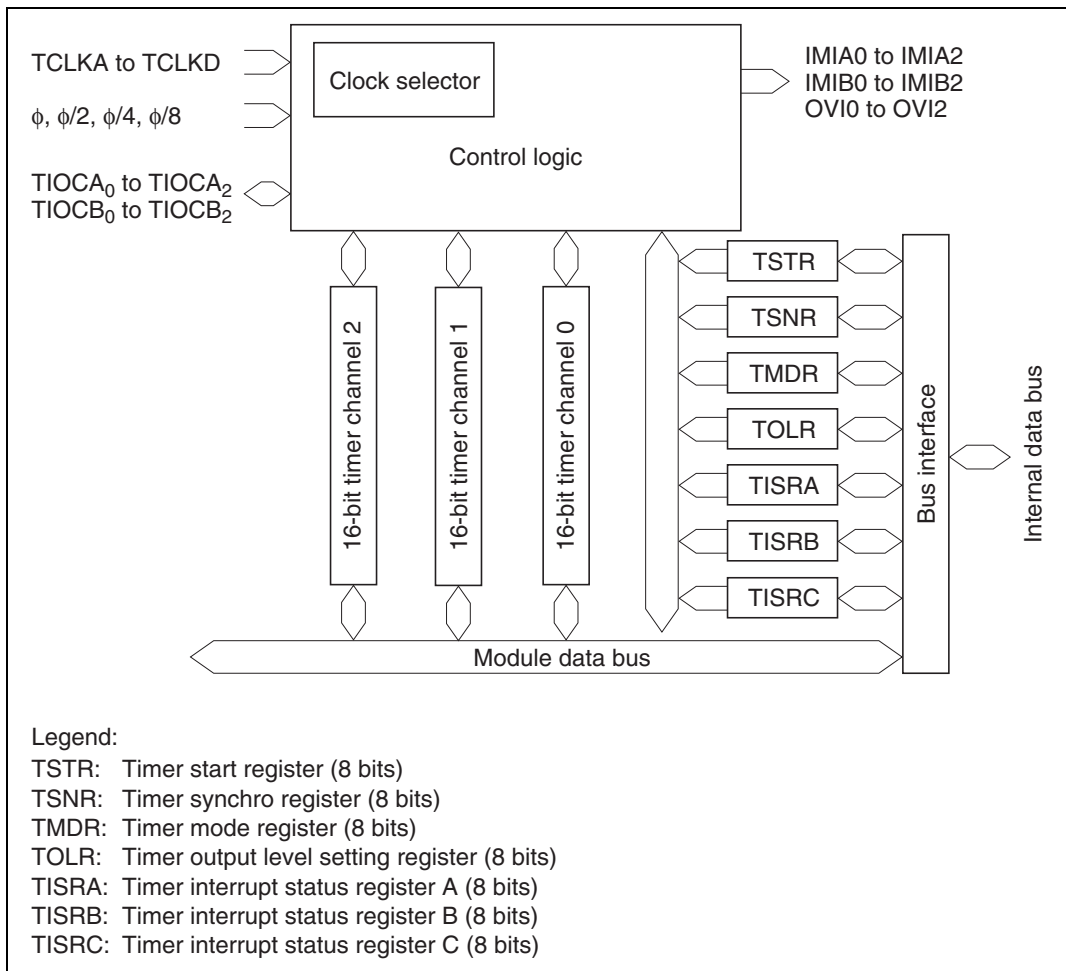 TCLKA to TCLKD
ϕ, ϕ/2, ϕ/4, ϕ/8
TIOCA₀ to TIOCA₂
TIOCB₀ to TIOCB₂
Clock selector
Control logic
IMIA0 to IMIA2
IMIB0 to IMIB2
OVI0 to OVI2
16-bit timer channel 2
16-bit timer channel 1
16-bit timer channel 0
TSTR
TSNR
TMDR
TOLR
TISRA
TISRB
TISRC
Bus interface
Internal data bus
Module data bus
Legend:
TSTR: Timer start register (8 bits)
TSNR: Timer synchro register (8 bits)
TMDR: Timer mode register (8 bits)
TOLR: Timer output level setting register (8 bits)
TISRA: Timer interrupt status register A (8 bits)
TISRB: Timer interrupt status register B (8 bits)
TISRC: Timer interrupt status register C (8 bits)